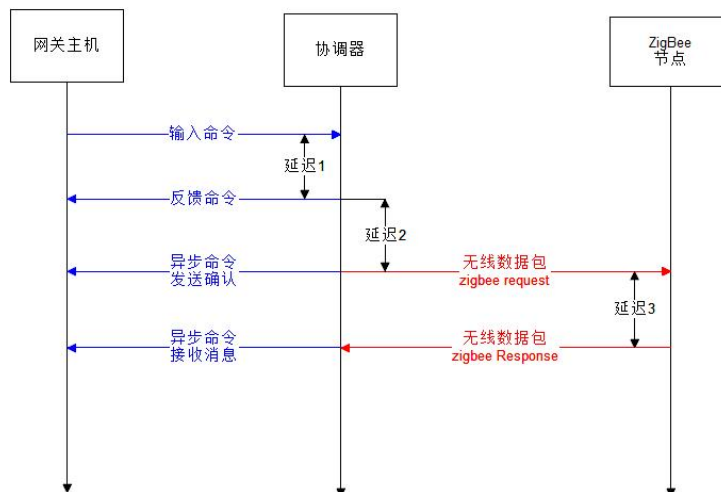 网关主机
协调器
ZigBee
节点
输入命令
延迟1
反馈命令
延迟2
异步命令
发送确认
无线数据包
zigbee request
延迟3
异步命令
接收消息
无线数据包
zigbee Response